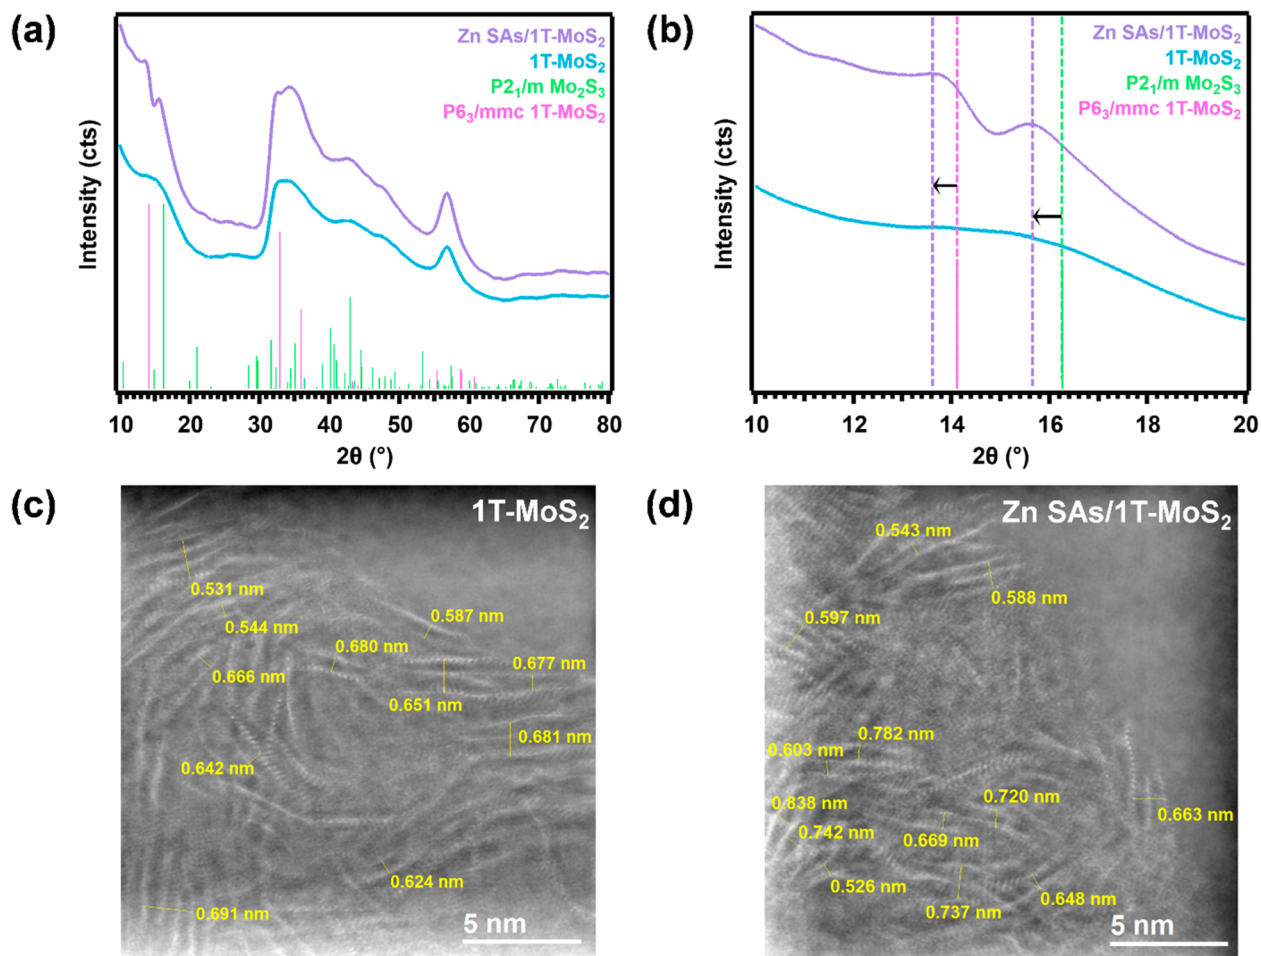 (a)
Zn SAs/1T-MoS₂
1T-MoS₂
P2₁/m Mo₂S₃
P6₃/mmc 1T-MoS₂
Intensity (cts)
10 20 30 40 50 60 70 80
2θ (°)
(b)
Zn SAs/1T-MoS₂
1T-MoS₂
P2₁/m Mo₂S₃
P6₃/mmc 1T-MoS₂
Intensity (cts)
10 12 14 16 18 20
2θ (°)
(c)
1T-MoS₂
0.531 nm
0.544 nm
0.587 nm
0.680 nm
0.677 nm
0.666 nm
0.651 nm
0.681 nm
0.642 nm
0.624 nm
0.691 nm
5 nm
(d)
Zn SAs/1T-MoS₂
0.543 nm
0.588 nm
0.597 nm
0.782 nm
0.603 nm
0.838 nm
0.720 nm
0.663 nm
0.742 nm
0.669 nm
0.526 nm
0.648 nm
0.737 nm
5 nm